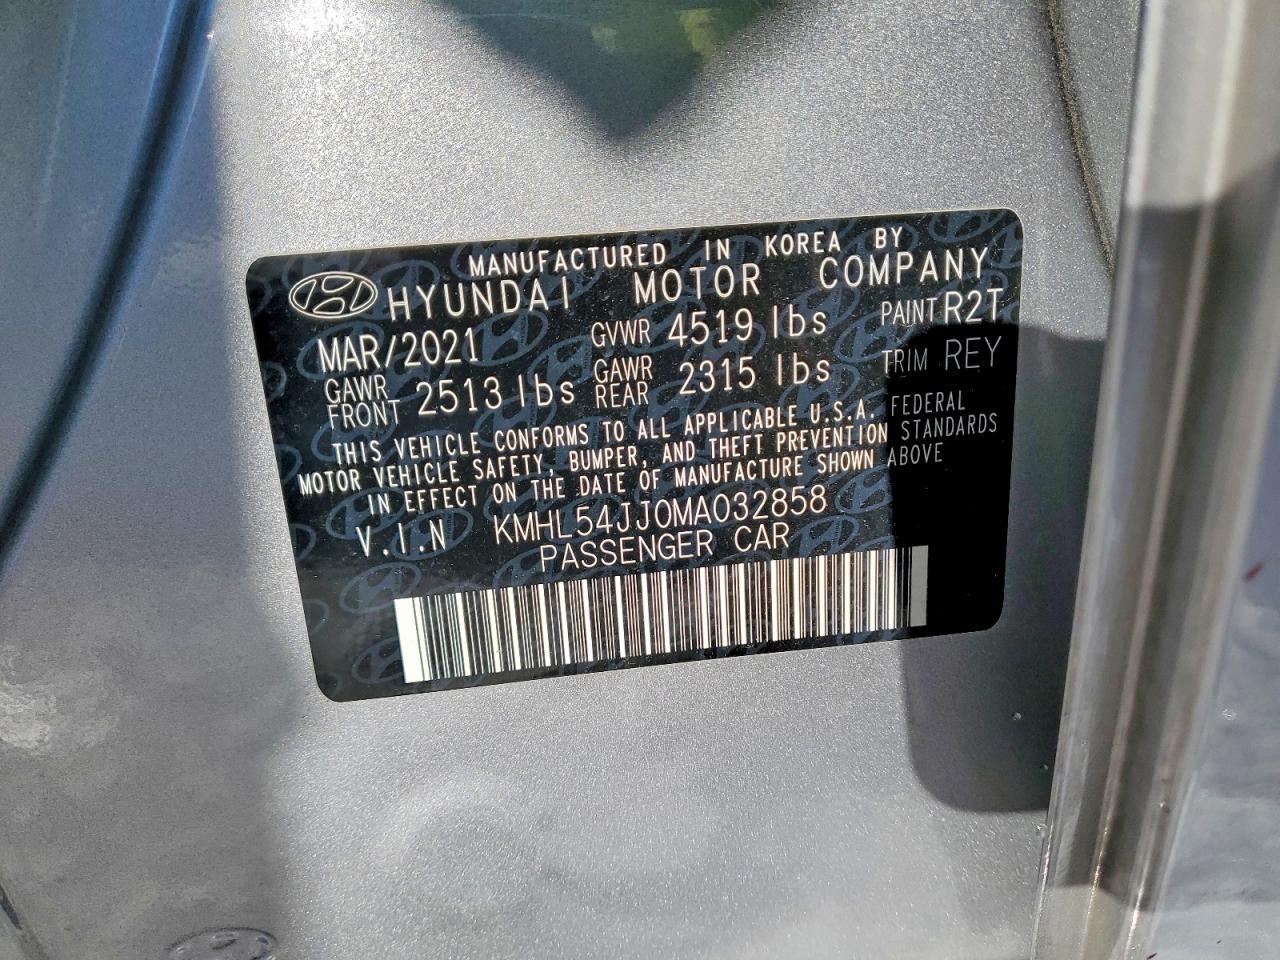 MANUFACTURED IN KOREA BY
HYUNDAI MOTOR COMPANY
MAR/2021 GVWR 4519 lbs PAINT R2T
GAWR FRONT 2513 lbs GAWR REAR 2315 lbs TRIM REY
THIS VEHICLE CONFORMS TO ALL APPLICABLE U.S.A. FEDERAL
MOTOR VEHICLE SAFETY, BUMPER, AND THEFT PREVENTION STANDARDS
IN EFFECT ON THE DATE OF MANUFACTURE SHOWN ABOVE
V.I.N KMHL54JJ0MA032858
PASSENGER CAR